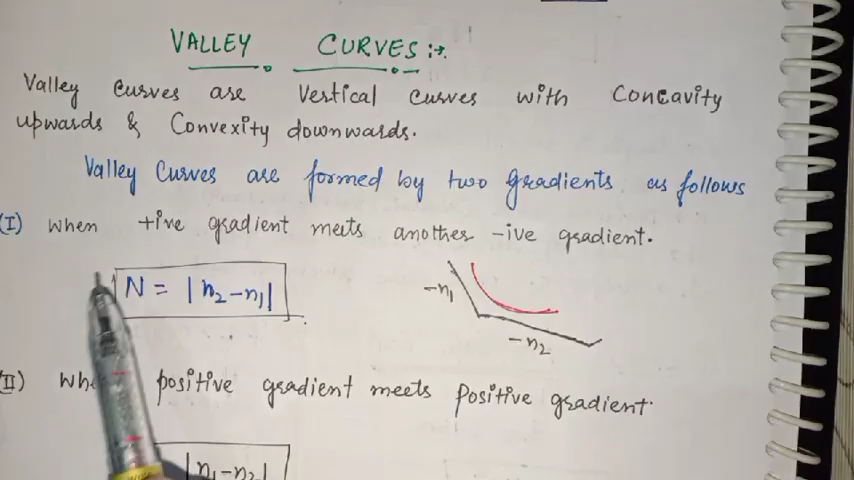 VALLEY CURVES:→
Valley curves are Vertical curves with Concavity
upwards & Convexity downwards.
Valley Curves are formed by two gradients as follows
(I) when +ive gradient meets another -ive gradient.
N = |n₂-n₁|
-n₁
-n₂
(II) positive gradient meets positive gradient.
|n₁-n₂|